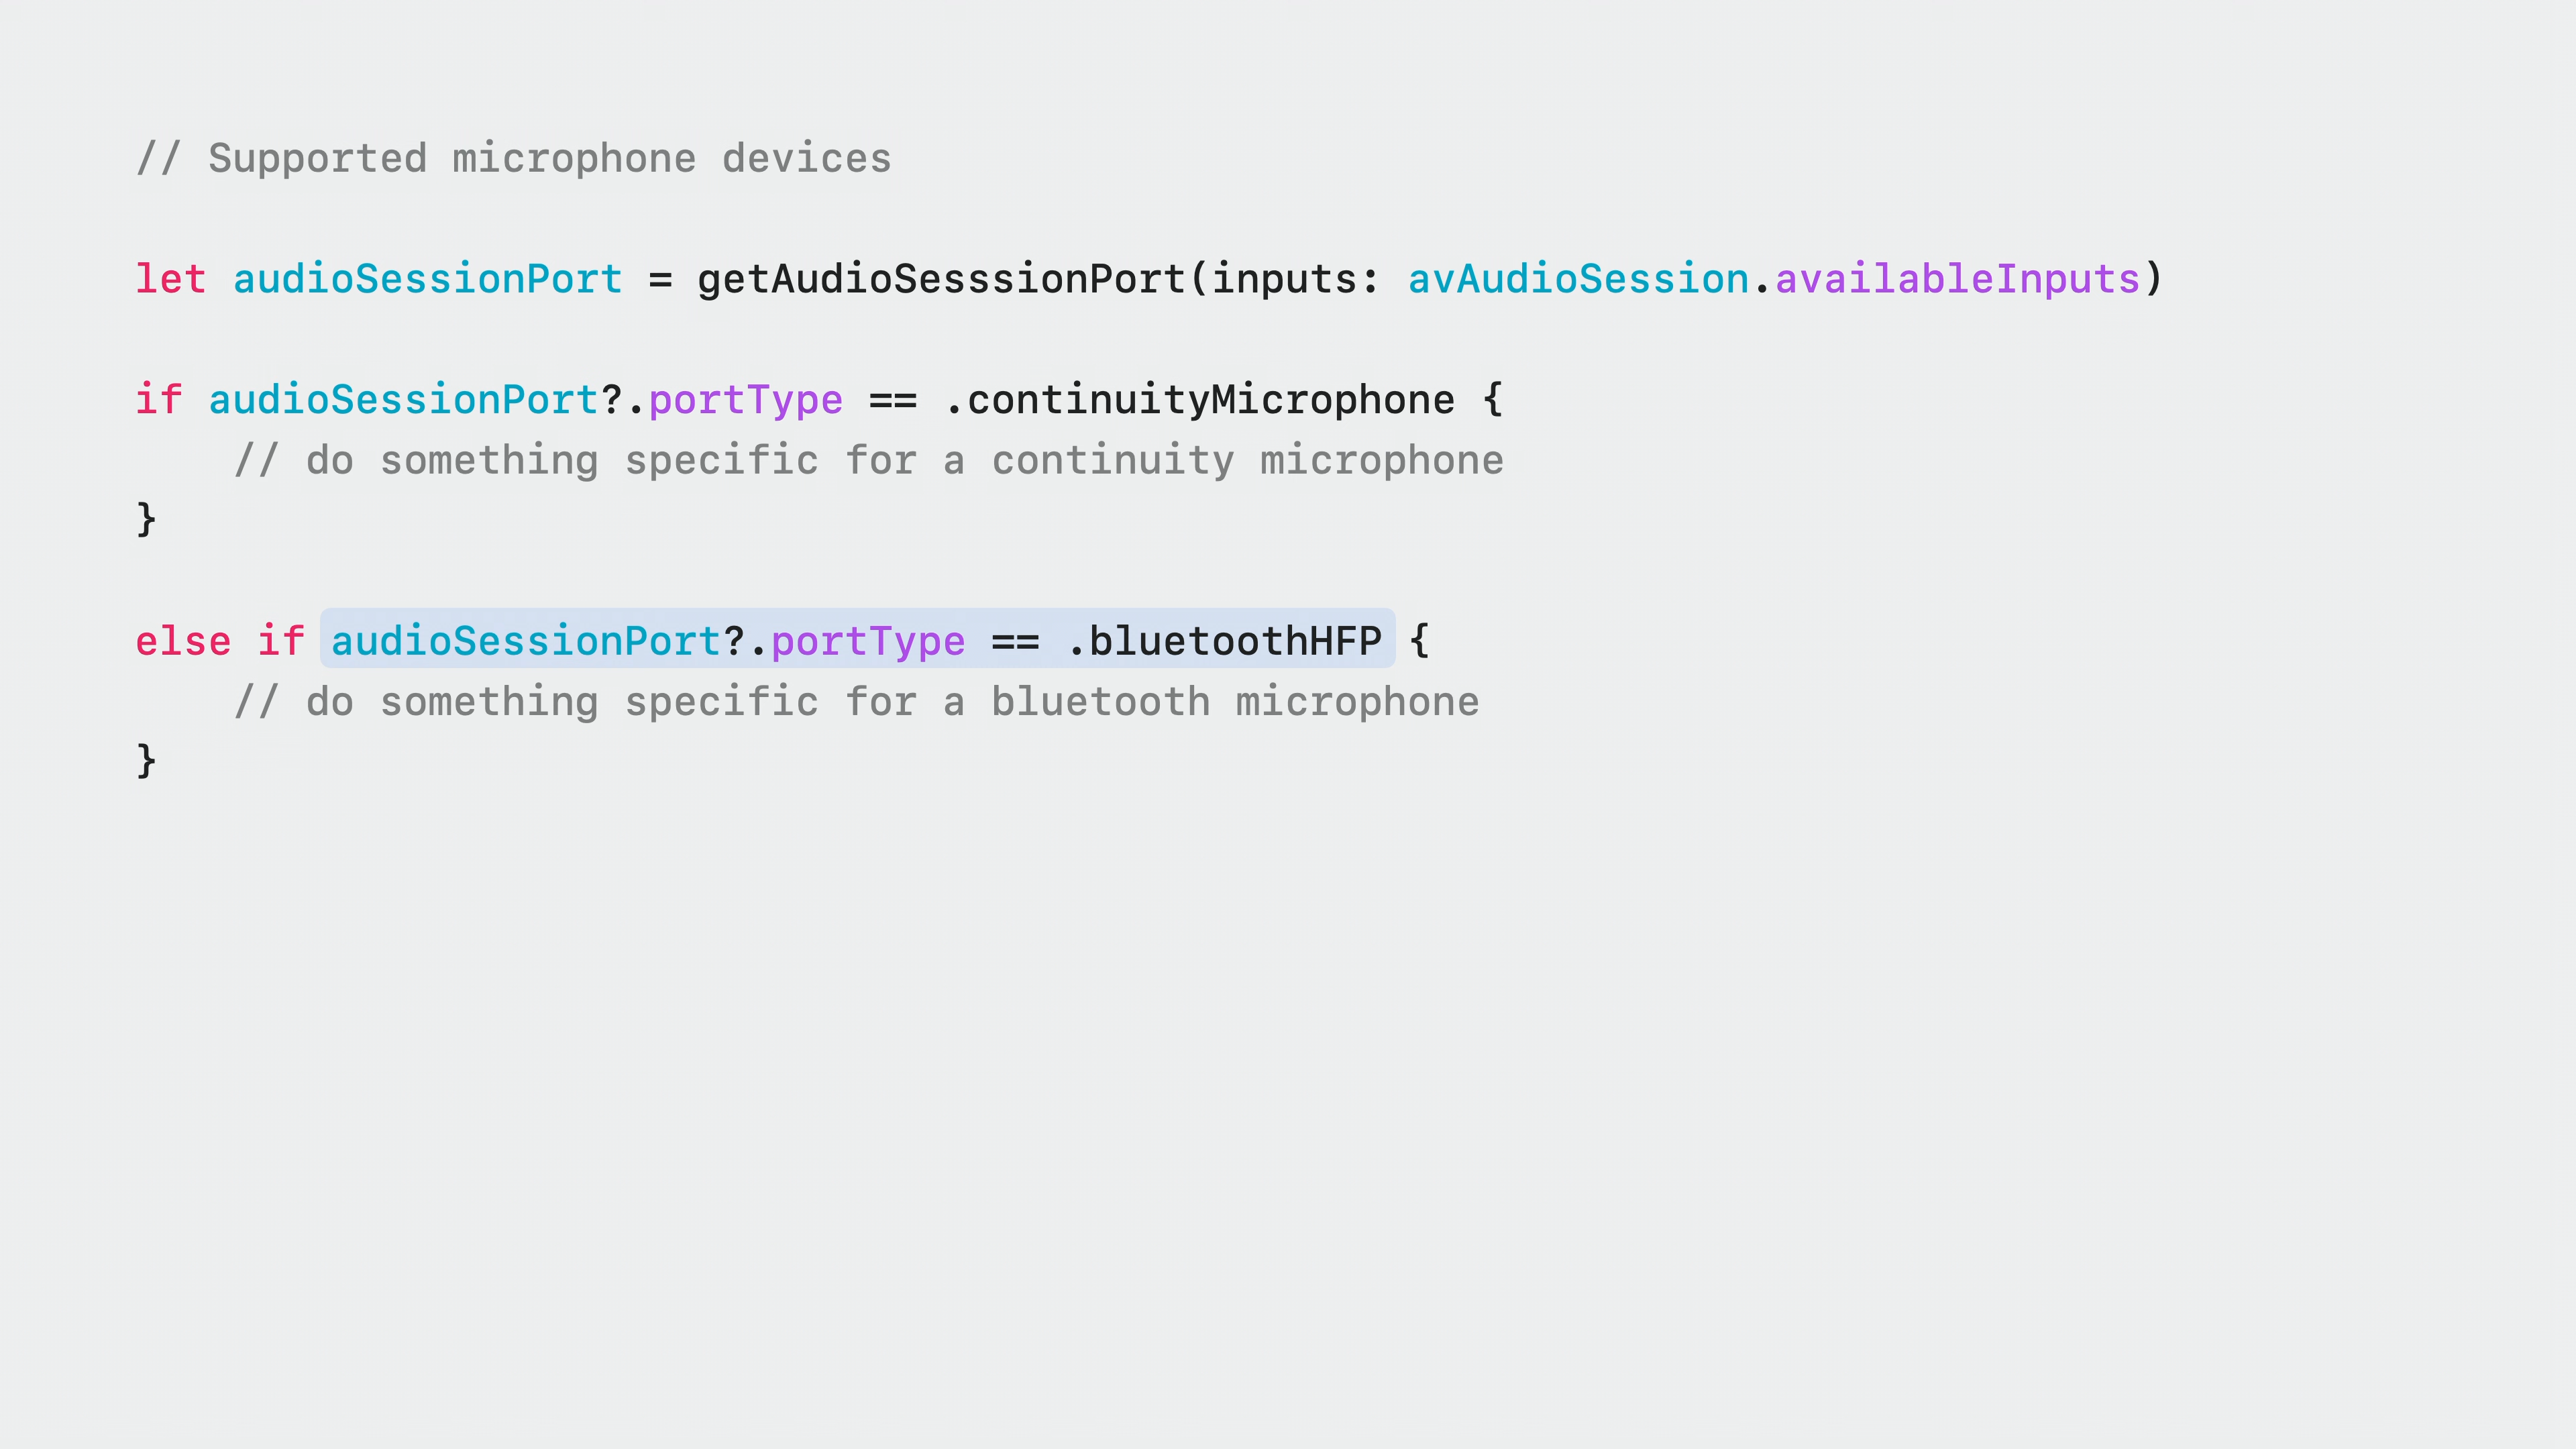 // Supported microphone devices
let audioSessionPort = getAudioSesssionPort(inputs: avAudioSession.availableInputs)
if audioSessionPort?.portType == .continuityMicrophone {
// do something specific for a continuity microphone
}
else if audioSessionPort?.portType == .bluetoothHFP {
// do something specific for a bluetooth microphone
}